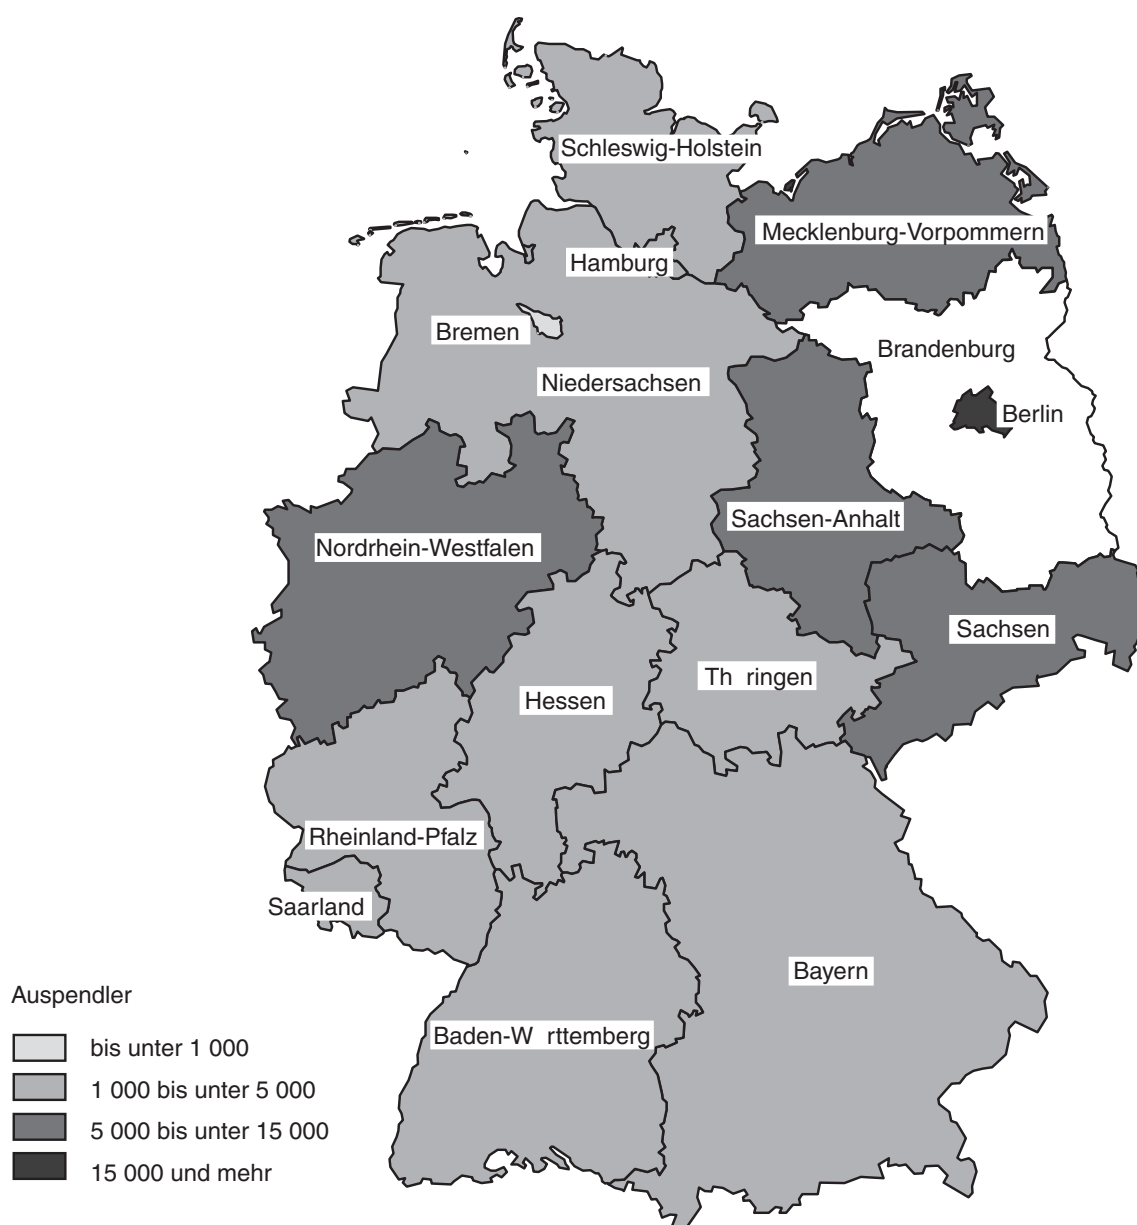 Schleswig-Holstein
Mecklenburg-Vorpommern
Hamburg
Bremen
Brandenburg
Niedersachsen
Berlin
Sachsen-Anhalt
Nordrhein-Westfalen
Sachsen
Th ringen
Hessen
Rheinland-Pfalz
Saarland
Bayern
Auspendler
Baden-W rttemberg
bis unter 1 000
1 000 bis unter 5 000
5 000 bis unter 15 000
15 000 und mehr